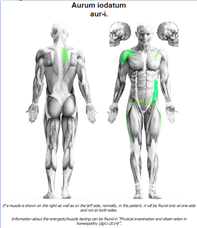 Aurum iodatum
aur-i.
If a muscle is shown on the right as well as on the left side, normally, in the patient, it will be found only at one side
and not at both sides.
Information about the energetic muscle testing can be found in "Physical examination and observation in
homeopathy